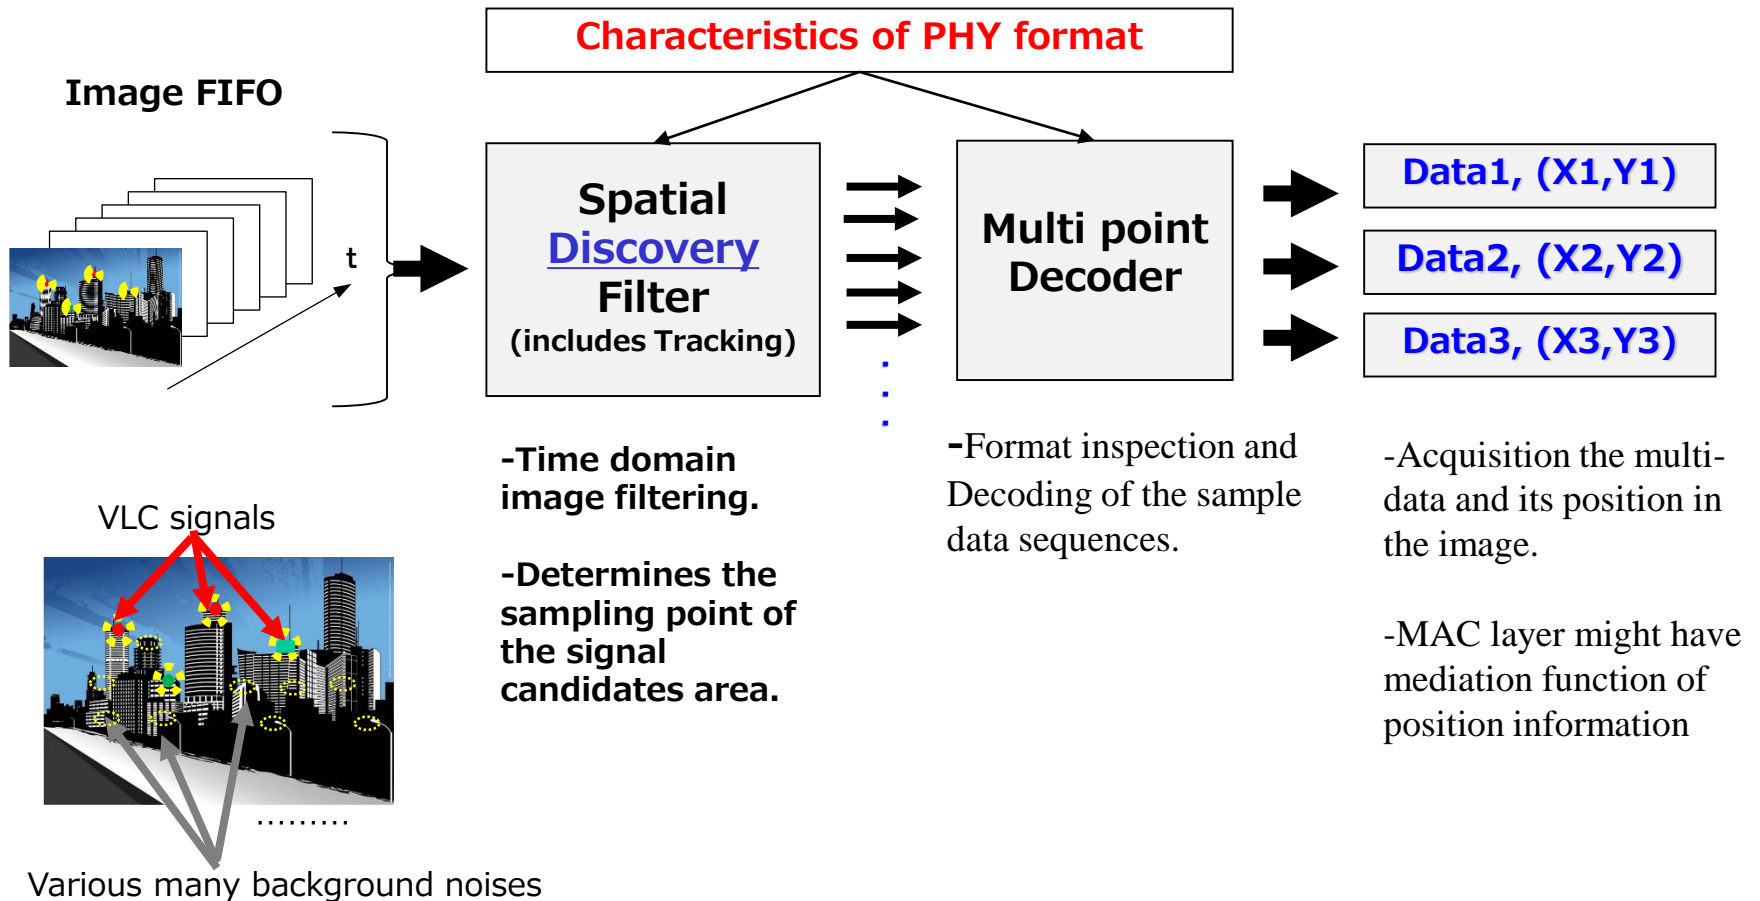 Characteristics of PHY format
Image FIFO
t
Spatial
Discovery
Filter
(includes Tracking)
Multi point
Decoder
Data1, (X1,Y1)
Data2, (X2,Y2)
Data3, (X3,Y3)
-Time domain
image filtering.
-Determines the
sampling point of
the signal
candidates area.
-Format inspection and
Decoding of the sample
data sequences.
-Acquisition the multi-
data and its position in
the image.
-MAC layer might have
mediation function of
position information
VLC signals
.........
Various many background noises